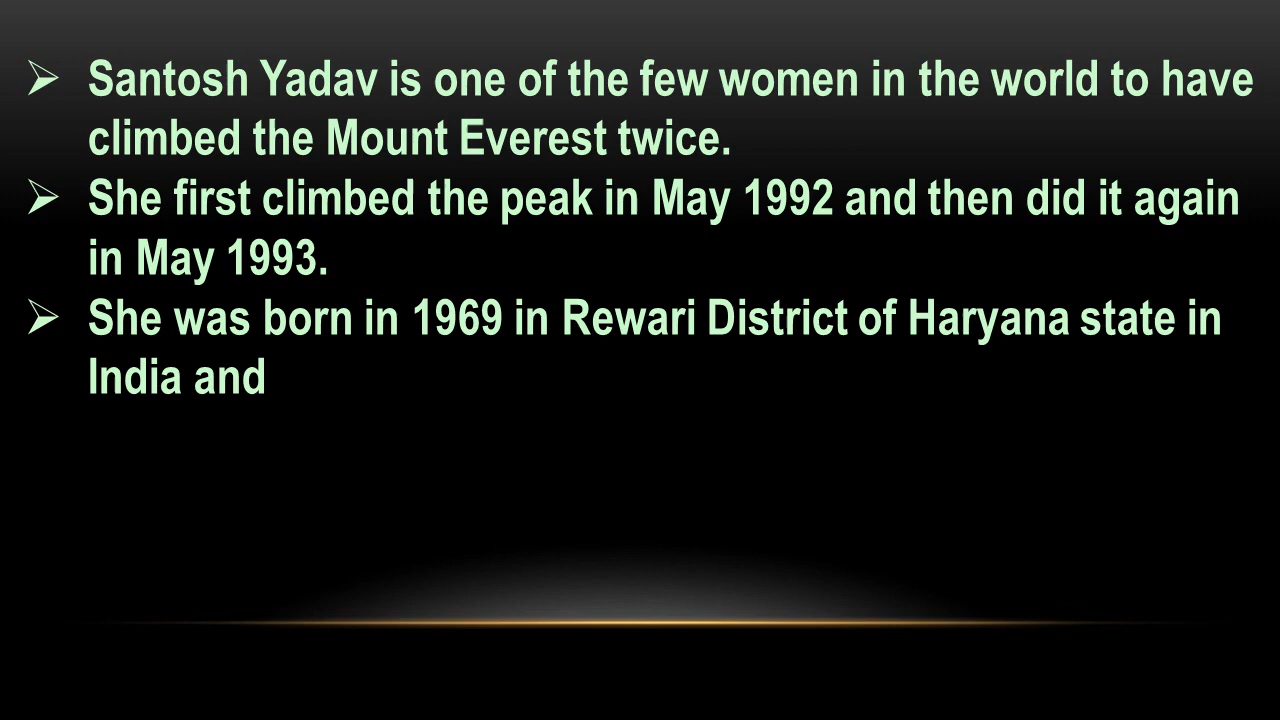 ➢ Santosh Yadav is one of the few women in the world to have
climbed the Mount Everest twice.
➢ She first climbed the peak in May 1992 and then did it again
in May 1993.
➢ She was born in 1969 in Rewari District of Haryana state in
India and